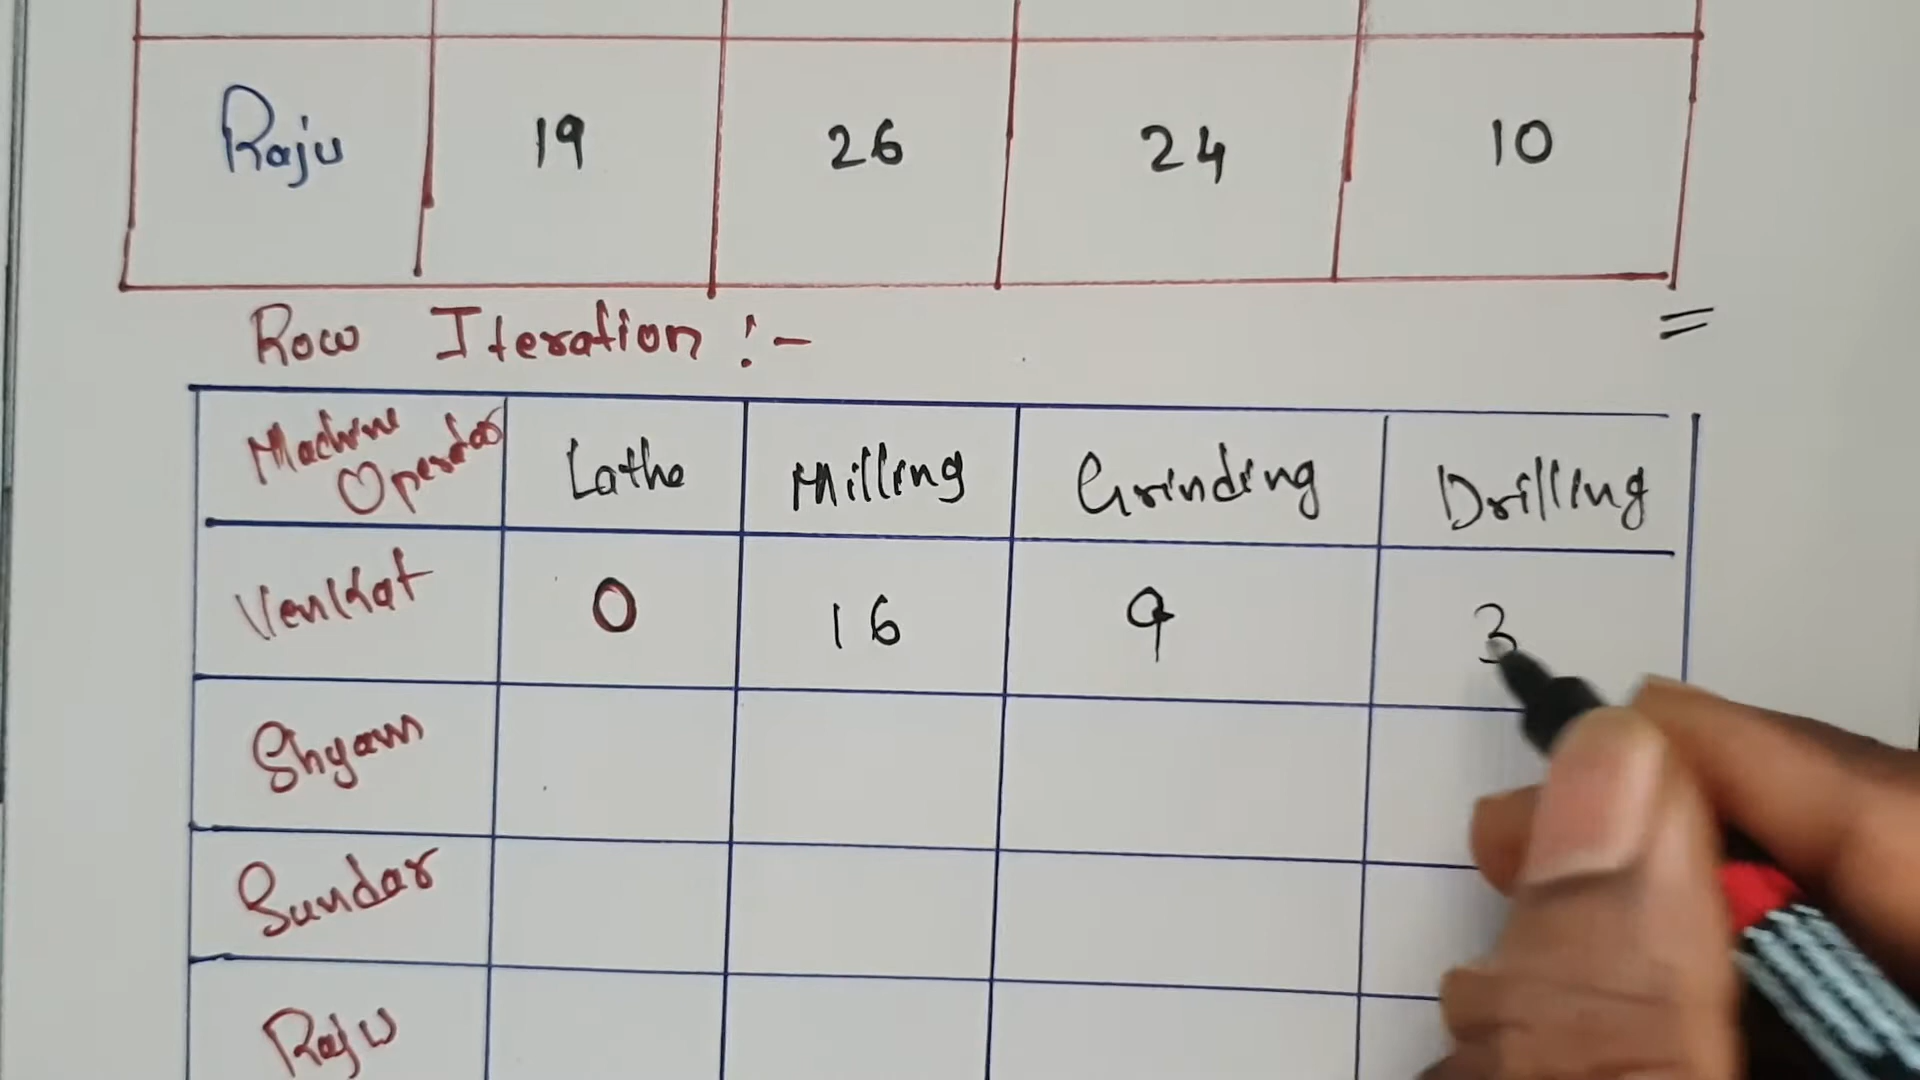 Raju 19 26 24 10
Row Iteration :-
=
Machine Operator Lathe Milling Grinding Drilling
Venkat 0 16 9 3
Shyam
Sundar
Raju